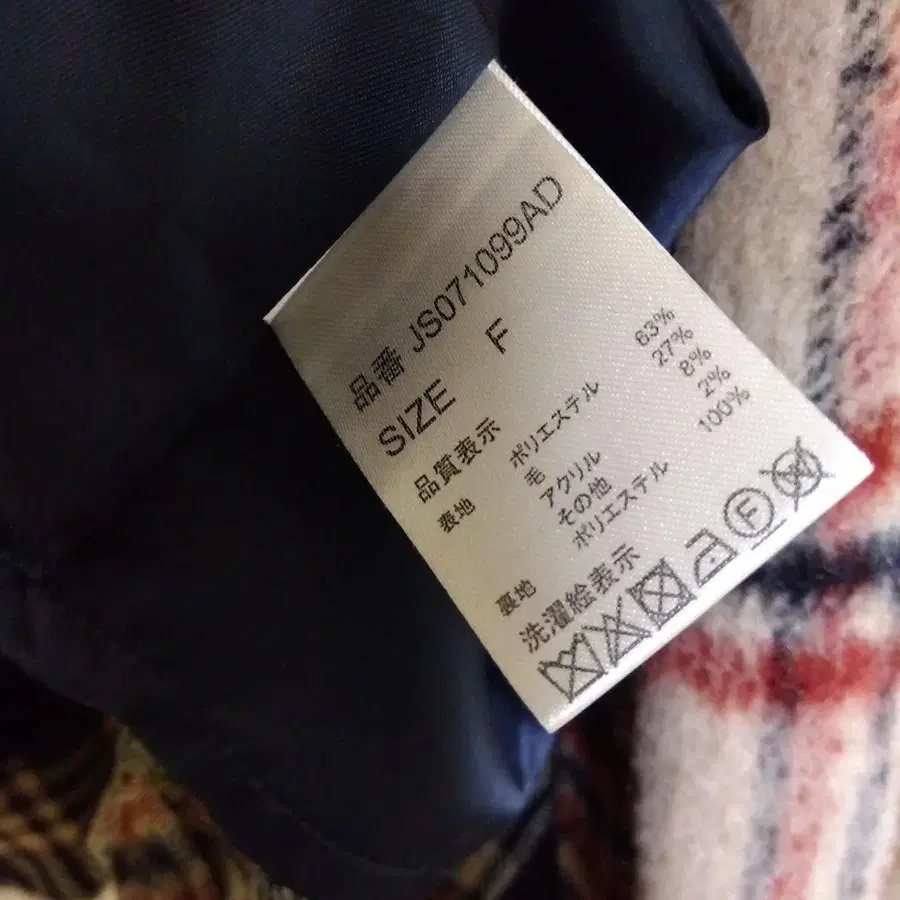 品番 JS071099AD
SIZE F
品質表示
表地 ポリエステル 63%
毛 27%
アクリル 8%
その他 2%
裏地 ポリエステル 100%
洗濯絵表示
F